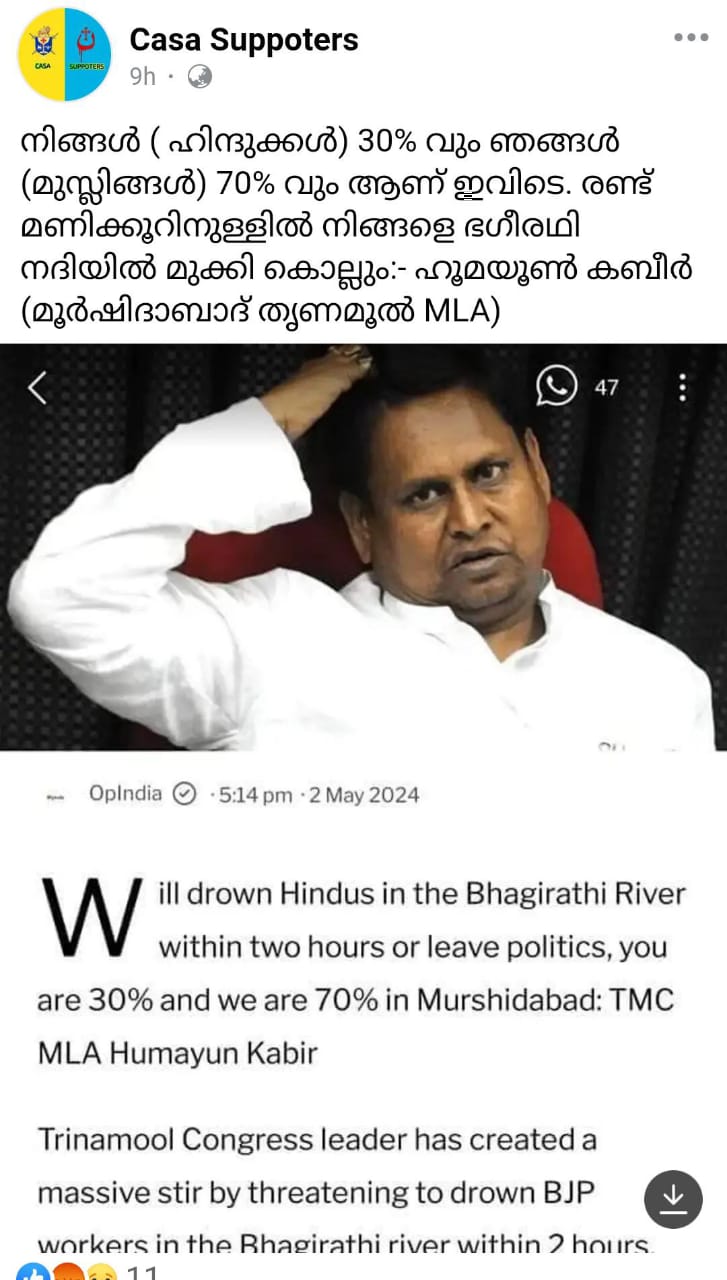 CASA
SUPPOTERS
Casa Suppoters
9h ·
നിങ്ങൾ ( ഹിന്ദുക്കൾ) 30% വും ഞങ്ങൾ
(മുസ്ലിങ്ങൾ) 70% വും ആണ് ഇവിടെ. രണ്ട്
മണിക്കൂറിനുള്ളിൽ നിങ്ങളെ ഭഗീരഥി
നദിയിൽ മുക്കി കൊല്ലും:- ഹൂമയൂൺ കബീർ
(മൂർഷിദാബാദ് തൃണമൂൽ MLA)
47
OpIndia · 5:14 pm · 2 May 2024
Will drown Hindus in the Bhagirathi River
within two hours or leave politics, you
are 30% and we are 70% in Murshidabad: TMC
MLA Humayun Kabir
Trinamool Congress leader has created a
massive stir by threatening to drown BJP
workers in the Bhagirathi river within 2 hours.
11